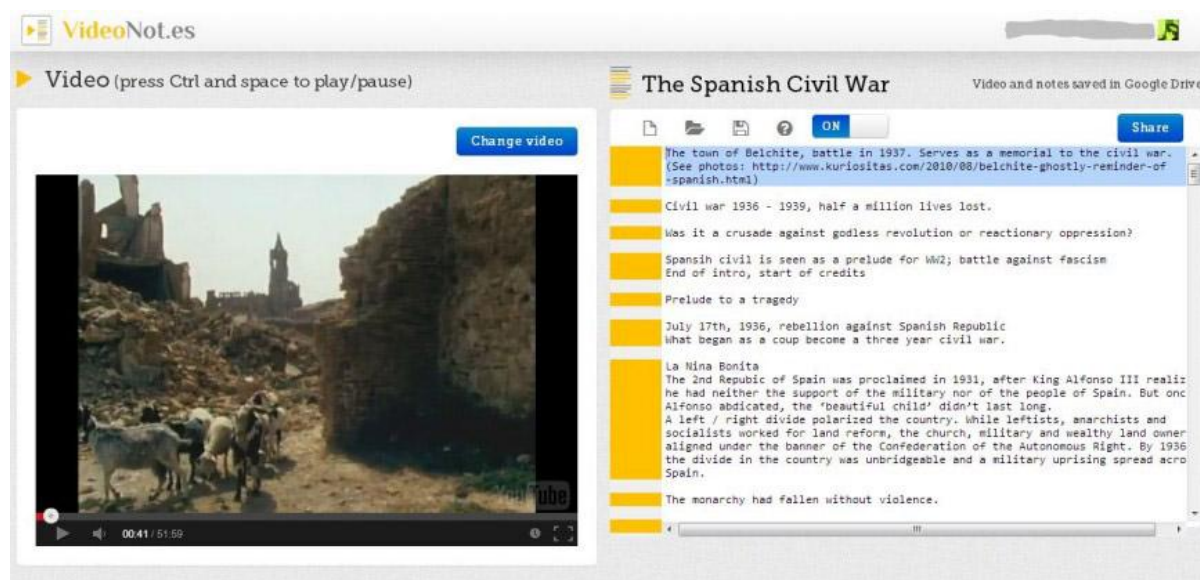 VideoNot.es
Video (press Ctrl and space to play/pause)
Change video
YouTube
00:41 / 51:59
The Spanish Civil War
Video and notes saved in Google Drive
ON
Share
The town of Belchite, battle in 1937. Serves as a memorial to the civil war.
(See photos: http://www.kuriositas.com/2010/08/belchite-ghostly-reminder-of
-spanish.html)
Civil war 1936 - 1939, half a million lives lost.
Was it a crusade against godless revolution or reactionary oppression?
Spansih civil is seen as a prelude for WW2; battle against fascism
End of intro, start of credits
Prelude to a tragedy
July 17th, 1936, rebellion against Spanish Republic
What began as a coup become a three year civil war.
La Nina Bonita
The 2nd Repubic of Spain was proclaimed in 1931, after King Alfonso III realiz
he had neither the support of the military nor of the people of Spain. But onc
Alfonso abdicated, the 'beautiful child' didn't last long.
A left / right divide polarized the country. While leftists, anarchists and
socialists worked for land reform, the church, military and wealthy land owner
aligned under the banner of the Confederation of the Autonomous Right. By 1936
the divide in the country was unbridgeable and a military uprising spread acro
Spain.
The monarchy had fallen without violence.